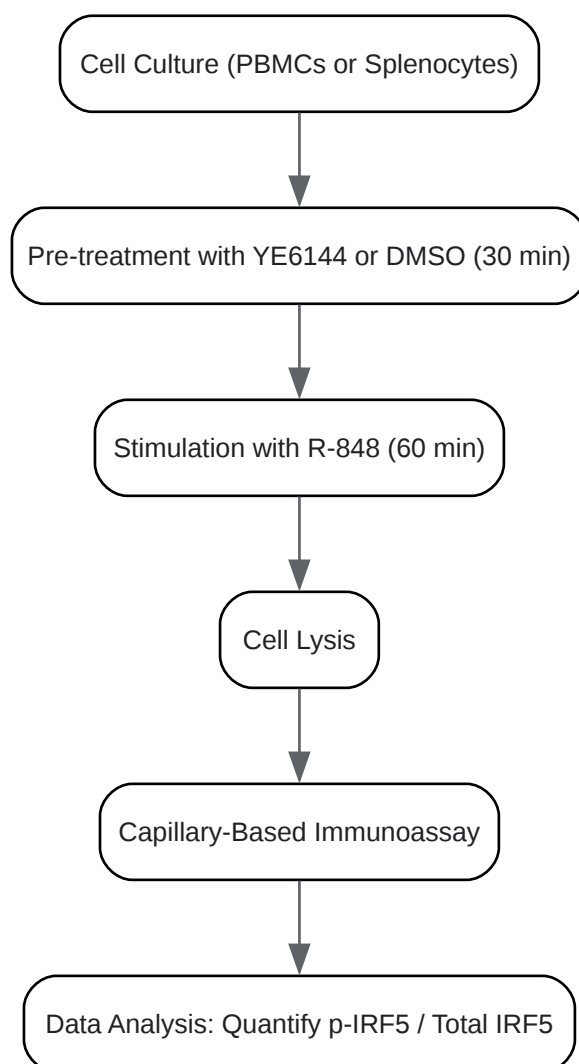 Cell Culture (PBMCs or Splenocytes)
Pre-treatment with YE6144 or DMSO (30 min)
Stimulation with R-848 (60 min)
Cell Lysis
Capillary-Based Immunoassay
Data Analysis: Quantify p-IRF5 / Total IRF5